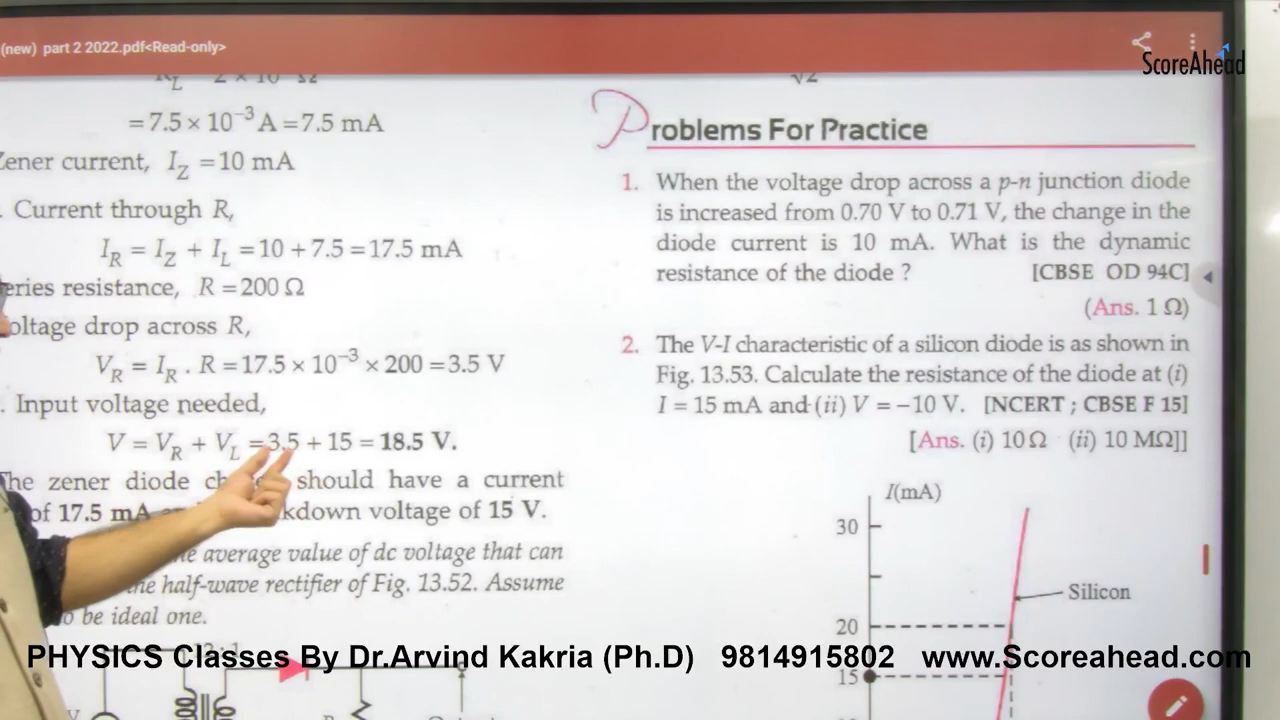 (new) part 2 2022.pdf<Read-only>
ScoreAhead
= 7.5 × 10⁻³ A = 7.5 mA
Zener current, I_Z = 10 mA
Current through R,
I_R = I_Z + I_L = 10 + 7.5 = 17.5 mA
eries resistance, R = 200 Ω
oltage drop across R,
V_R = I_R . R = 17.5 × 10⁻³ × 200 = 3.5 V
. Input voltage needed,
V = V_R + V_L = 3.5 + 15 = 18.5 V.
The zener diode should have a current
of 17.5 mA kdown voltage of 15 V.
average value of dc voltage that can
he half-wave rectifier of Fig. 13.52. Assume
o be ideal one.
Problems For Practice
1. When the voltage drop across a p-n junction diode
is increased from 0.70 V to 0.71 V, the change in the
diode current is 10 mA. What is the dynamic
resistance of the diode ? [CBSE OD 94C]
(Ans. 1 Ω)
2. The V-I characteristic of a silicon diode is as shown in
Fig. 13.53. Calculate the resistance of the diode at (i)
I = 15 mA and (ii) V = −10 V. [NCERT ; CBSE F 15]
[Ans. (i) 10 Ω (ii) 10 MΩ]]
I(mA)
30
Silicon
20
15
PHYSICS Classes By Dr.Arvind Kakria (Ph.D) 9814915802 www.Scoreahead.com